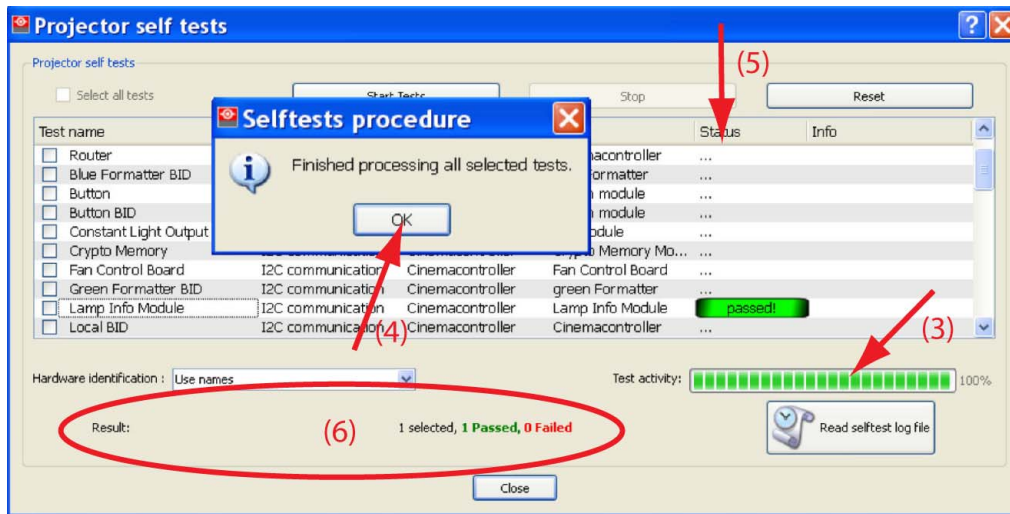 Projector self tests
Projector self tests
(5)
Select all tests Start Tests Stop Reset
Selftests procedure
Test name Status Info
Finished processing all selected tests.
OK
Router ...
Blue Formatter BID ...
Button module ...
Button BID module ...
Constant Light Output ...
Crypto Memory Memory Mo... ...
Fan Control Board I2C communication Cinemacontroller Fan Control Board ...
Green Formatter BID I2C communication Cinemacontroller green Formatter ...
Lamp Info Module I2C communication Cinemacontroller Lamp Info Module passed!
Local BID I2C communication Cinemacontroller Cinemacontroller ...
(4)
(3)
Hardware identification : Use names Test activity: 100%
Result: (6) 1 selected, 1 Passed, 0 Failed
Read selftest log file
Close